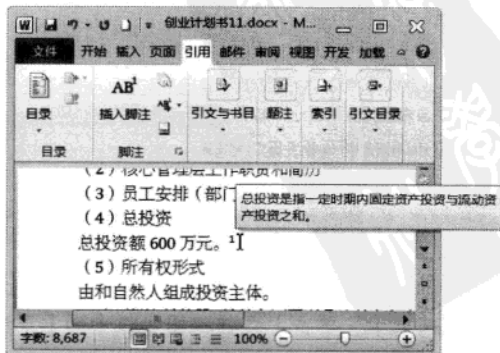 创业计划书11.docx - M...
文件 开始 插入 页面 引用 邮件 审阅 视图 开发 加载
目录
AB¹
插入脚注
引文与书目
题注
索引
引文目录
目录 脚注
（2）核心管理层工作职责和简历
（3）员工安排（部门
总投资是指一定时期内固定资产投资与流动资产投资之和。
（4）总投资
总投资额 600 万元。¹
（5）所有权形式
由和自然人组成投资主体。
字数: 8,687 100%